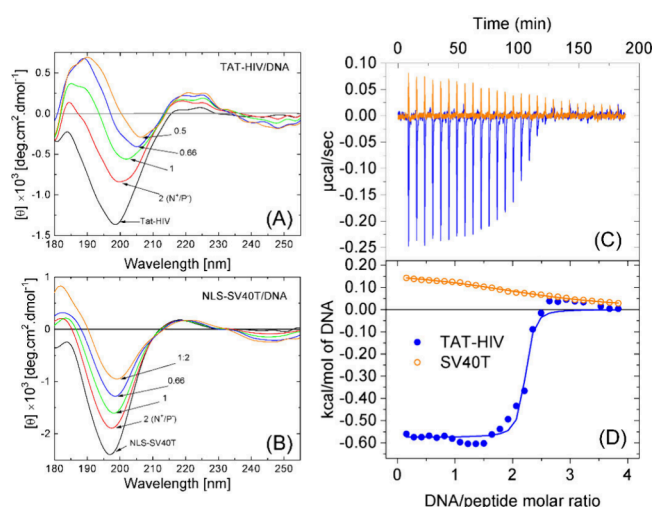 TAT-HIV/DNA
0.5
0.0
-0.5
-1.0
-1.5
[θ] ×10³ [deg.cm².dmol⁻¹]
0.5
0.66
1
2 (N⁺/P⁻)
Tat-HIV
(A)
180 190 200 210 220 230 240 250
Wavelength [nm]
NLS-SV40T/DNA
1
0
-1
-2
[θ] ×10³ [deg.cm².dmol⁻¹]
1:2
0.66
1
2 (N⁺/P⁻)
NLS-SV40T
(B)
180 190 200 210 220 230 240 250
Wavelength [nm]
Time (min)
0 50 100 150 200
0.10
0.05
0.00
-0.05
-0.10
-0.15
-0.20
-0.25
µcal/sec
(C)
0.20
0.10
0.00
-0.10
-0.20
-0.30
-0.40
-0.50
-0.60
kcal/mol of DNA
TAT-HIV
SV40T
(D)
0 1 2 3 4
DNA/peptide molar ratio